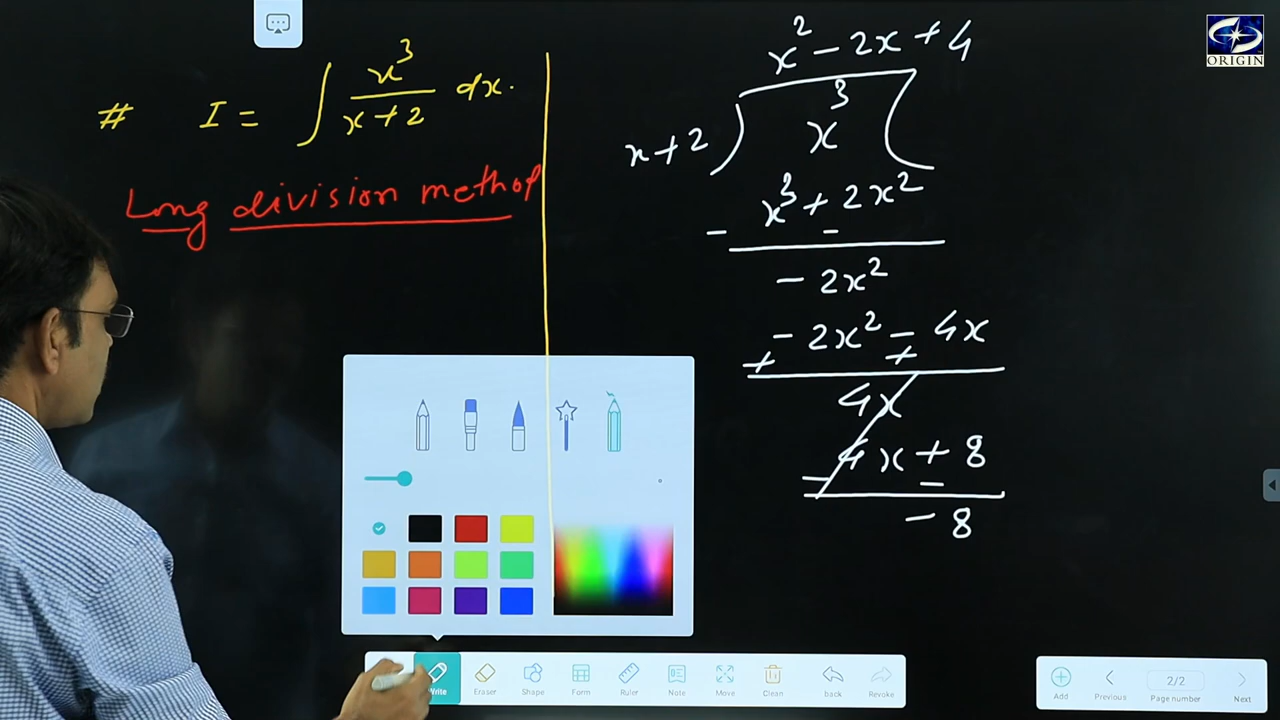 # I = ∫ x³/(x+2) dx.
Long division method
x² - 2x + 4
x+2 ) x³ (
x³ + 2x²
- -
- 2x²
- 2x² - 4x
+ +
4x
4x + 8
- -
- 8
ORIGIN
Write
Eraser
Shape
Form
Ruler
Note
Move
Clean
back
Revoke
Add
Previous
2/2
Page number
Next